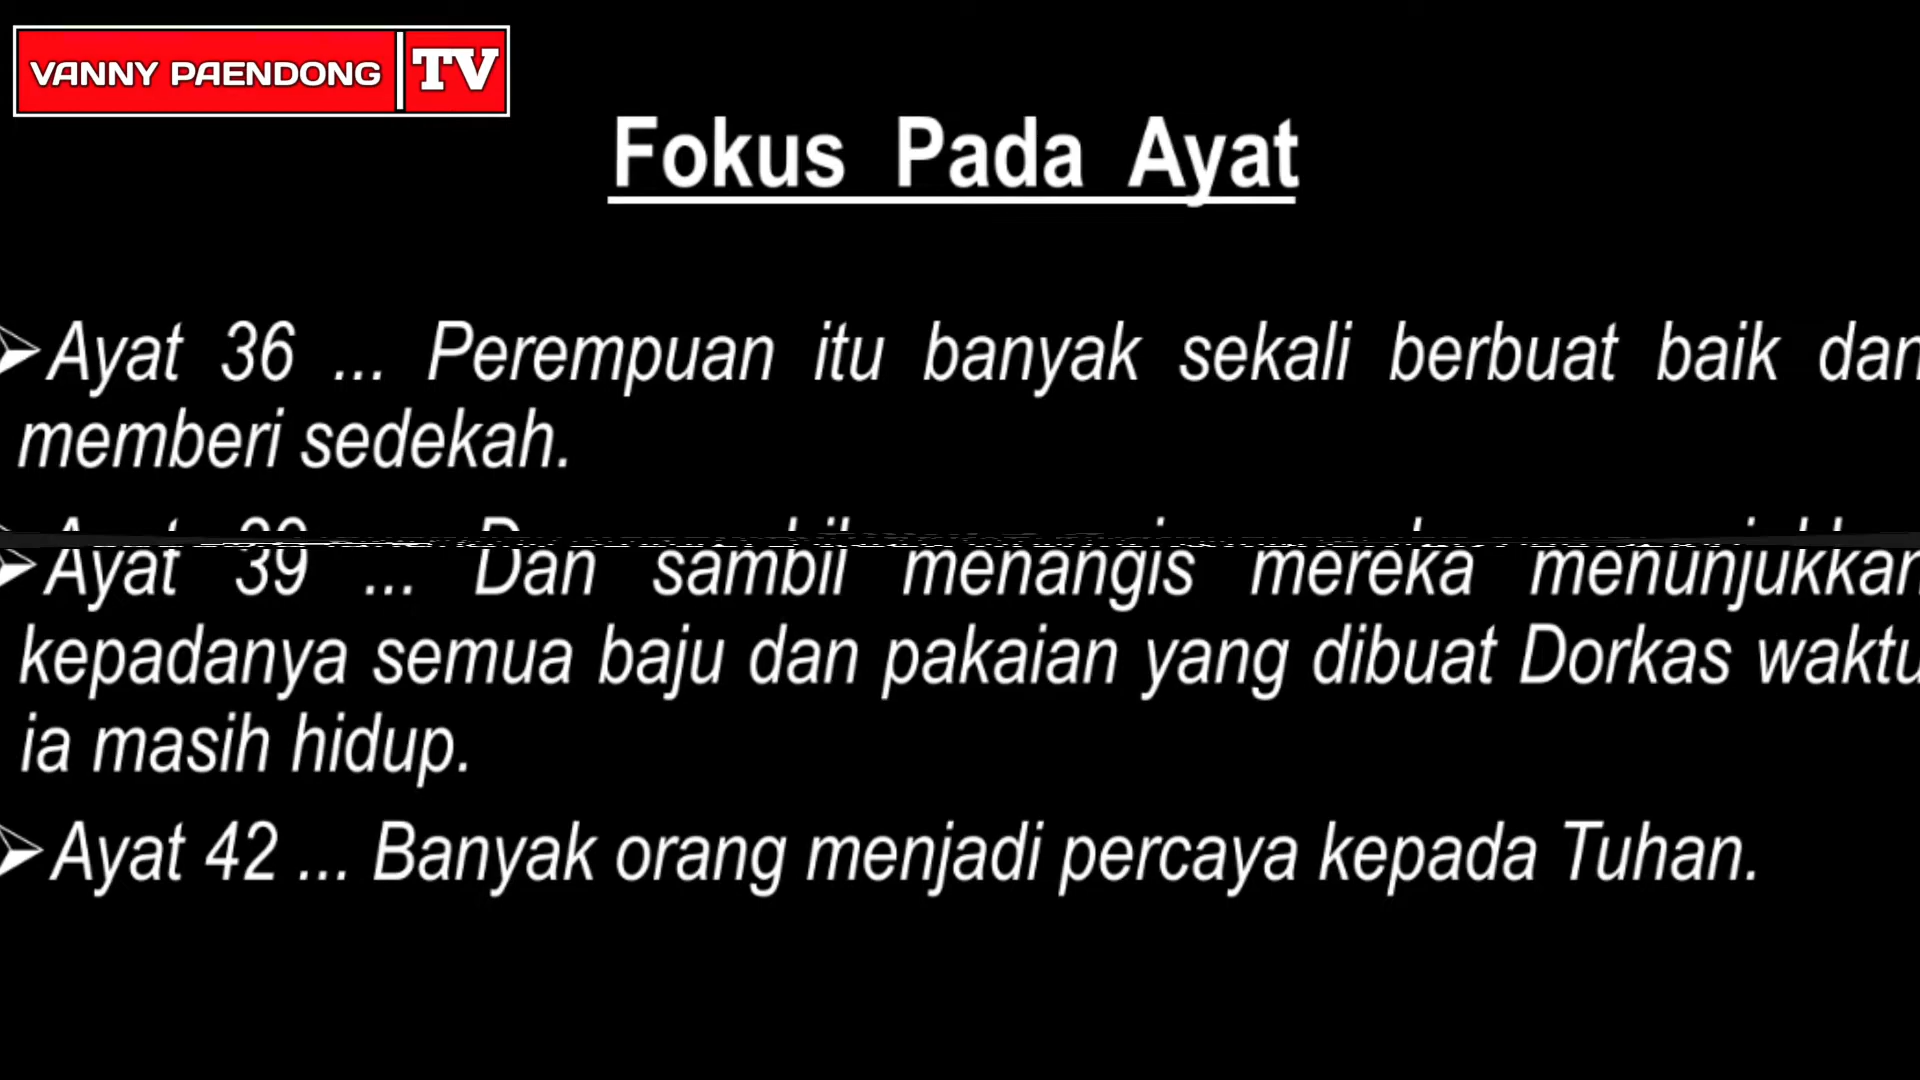 VANNY PAENDONG TV
Fokus Pada Ayat
➢Ayat 36 ... Perempuan itu banyak sekali berbuat baik dan
memberi sedekah.
➢Ayat 39 ... Dan sambil menangis mereka menunjukkan
kepadanya semua baju dan pakaian yang dibuat Dorkas waktu
ia masih hidup.
➢Ayat 42 ... Banyak orang menjadi percaya kepada Tuhan.